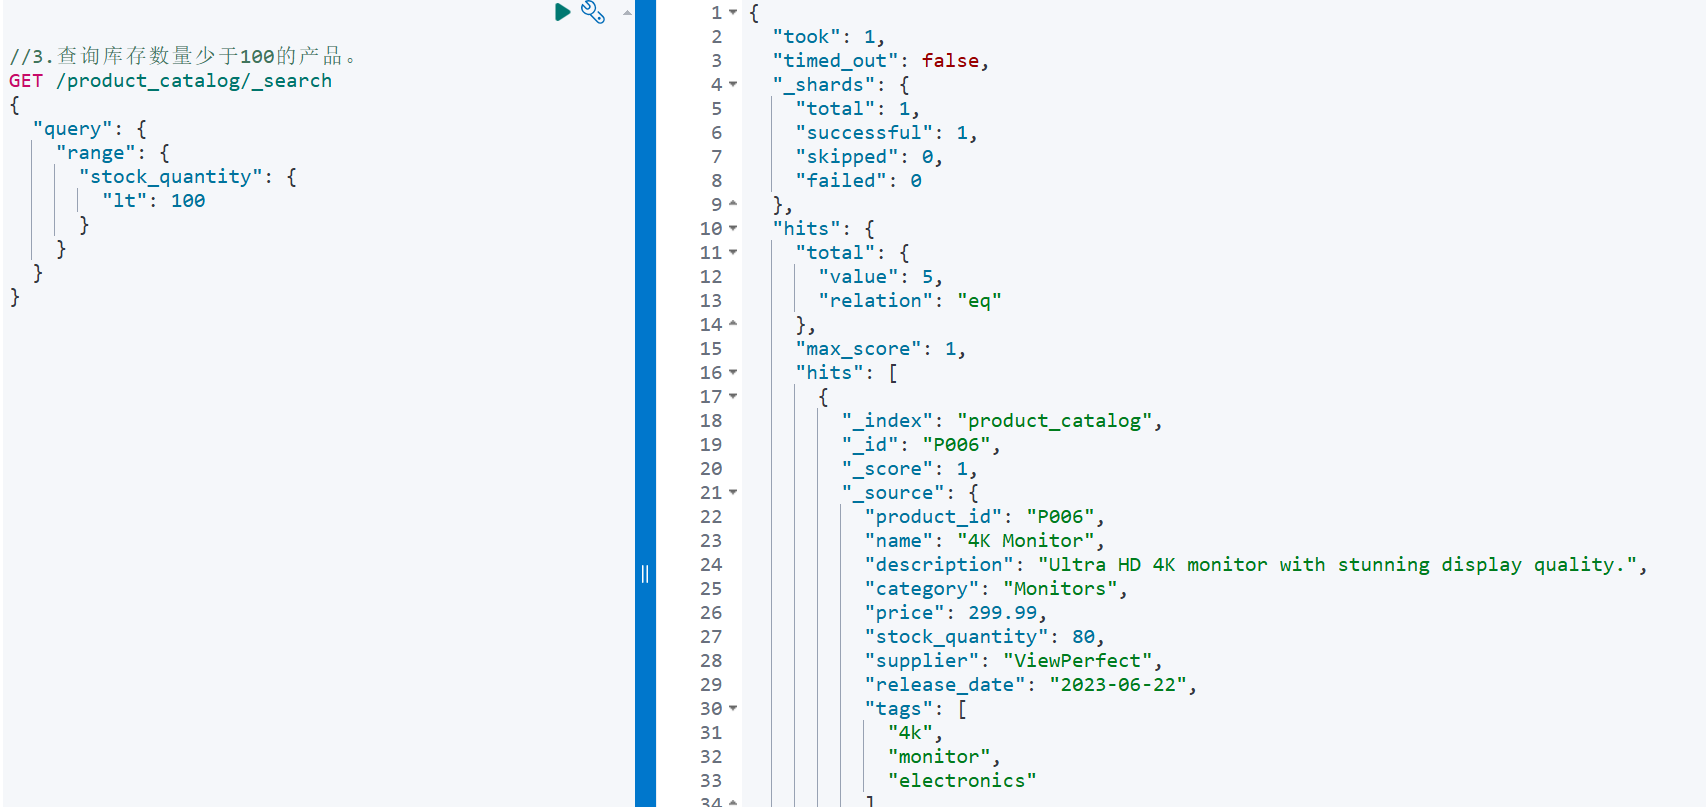 //3.查询库存数量少于100的产品。
GET /product_catalog/_search
{
  "query": {
    "range": {
      "stock_quantity": {
        "lt": 100
      }
    }
  }
}
1 {
2   "took": 1,
3   "timed_out": false,
4   "_shards": {
5     "total": 1,
6     "successful": 1,
7     "skipped": 0,
8     "failed": 0
9   },
10   "hits": {
11     "total": {
12       "value": 5,
13       "relation": "eq"
14     },
15     "max_score": 1,
16     "hits": [
17       {
18         "_index": "product_catalog",
19         "_id": "P006",
20         "_score": 1,
21         "_source": {
22           "product_id": "P006",
23           "name": "4K Monitor",
24           "description": "Ultra HD 4K monitor with stunning display quality.",
25           "category": "Monitors",
26           "price": 299.99,
27           "stock_quantity": 80,
28           "supplier": "ViewPerfect",
29           "release_date": "2023-06-22",
30           "tags": [
31             "4k",
32             "monitor",
33             "electronics"
34           ]